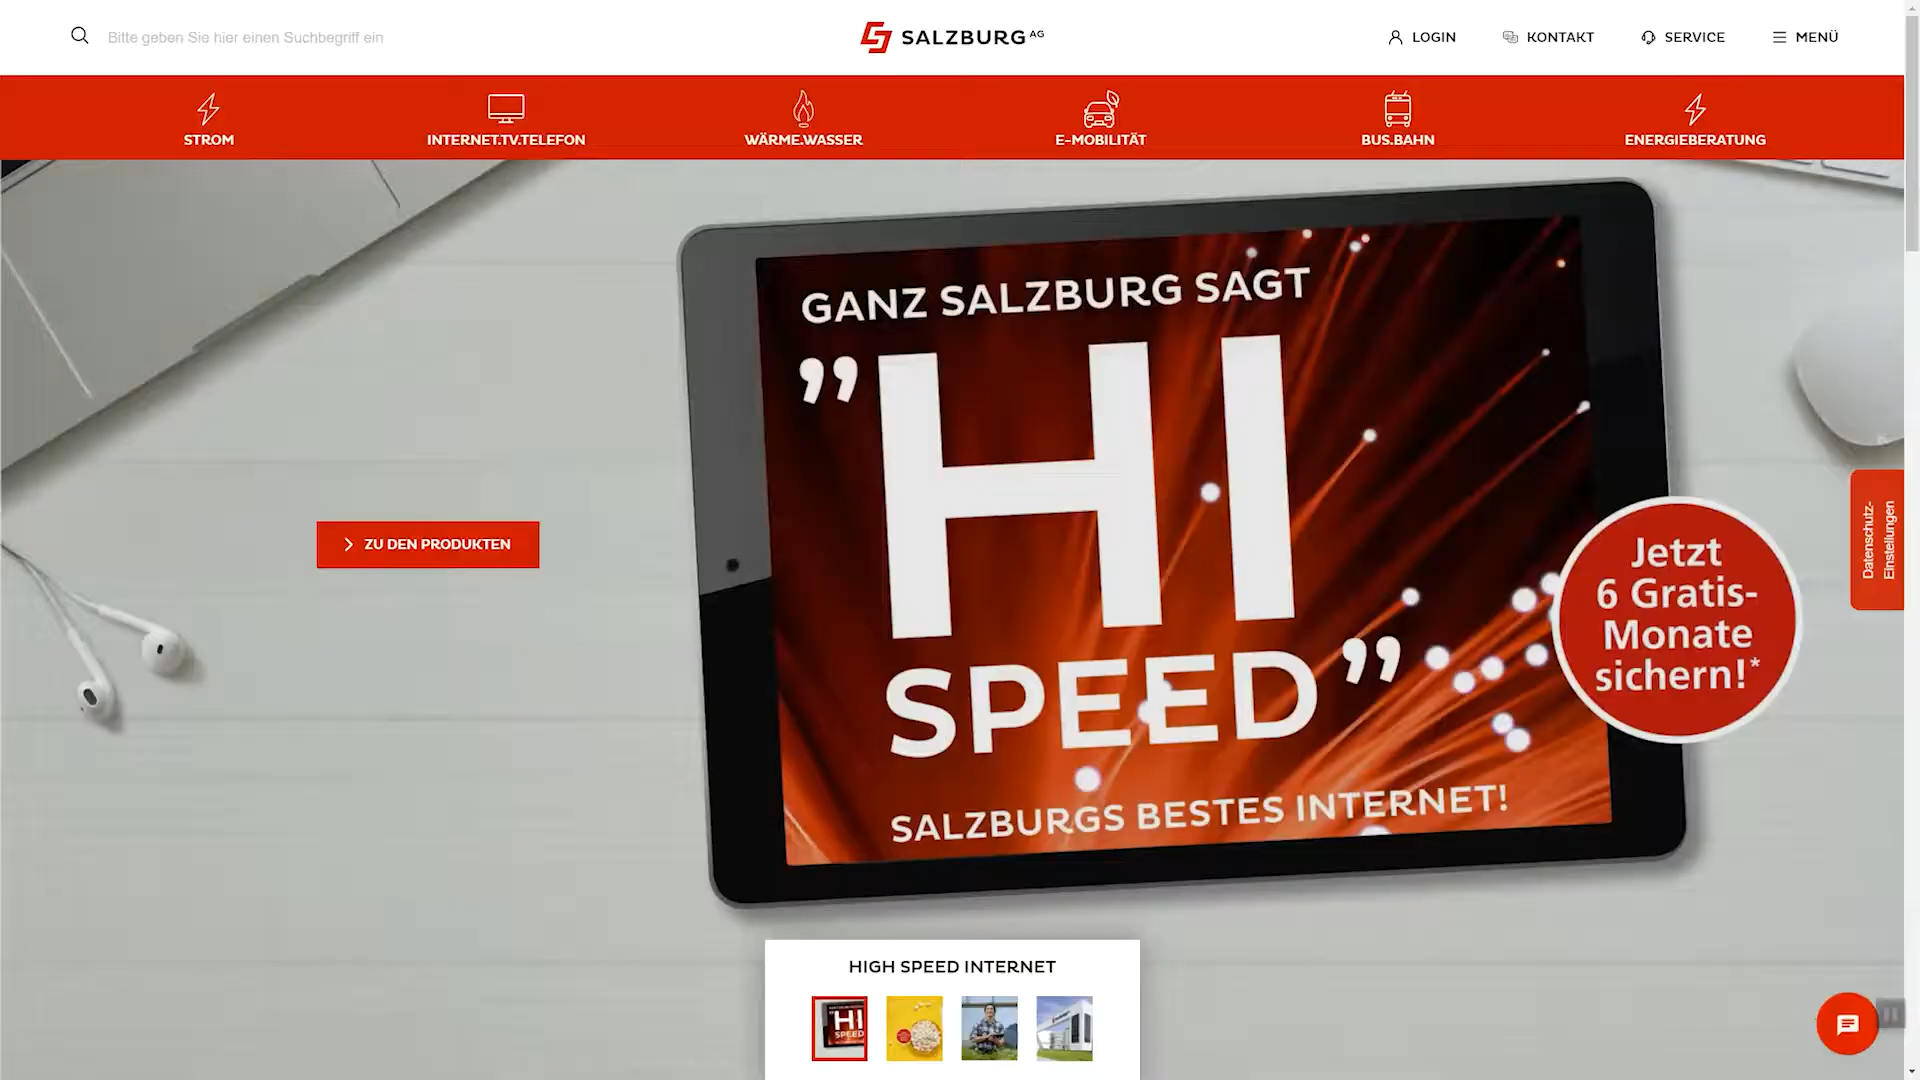 Bitte geben Sie hier einen Suchbegriff ein
SALZBURG AG
LOGIN
KONTAKT
SERVICE
MENÜ
STROM
INTERNET.TV.TELEFON
WÄRME.WASSER
E-MOBILITÄT
BUS.BAHN
ENERGIEBERATUNG
GANZ SALZBURG SAGT
”HI
SPEED”
SALZBURGS BESTES INTERNET!
Jetzt
6 Gratis-
Monate
sichern!*
ZU DEN PRODUKTEN
Datenschutz-
Einstellungen
HIGH SPEED INTERNET
"HI
SPEED